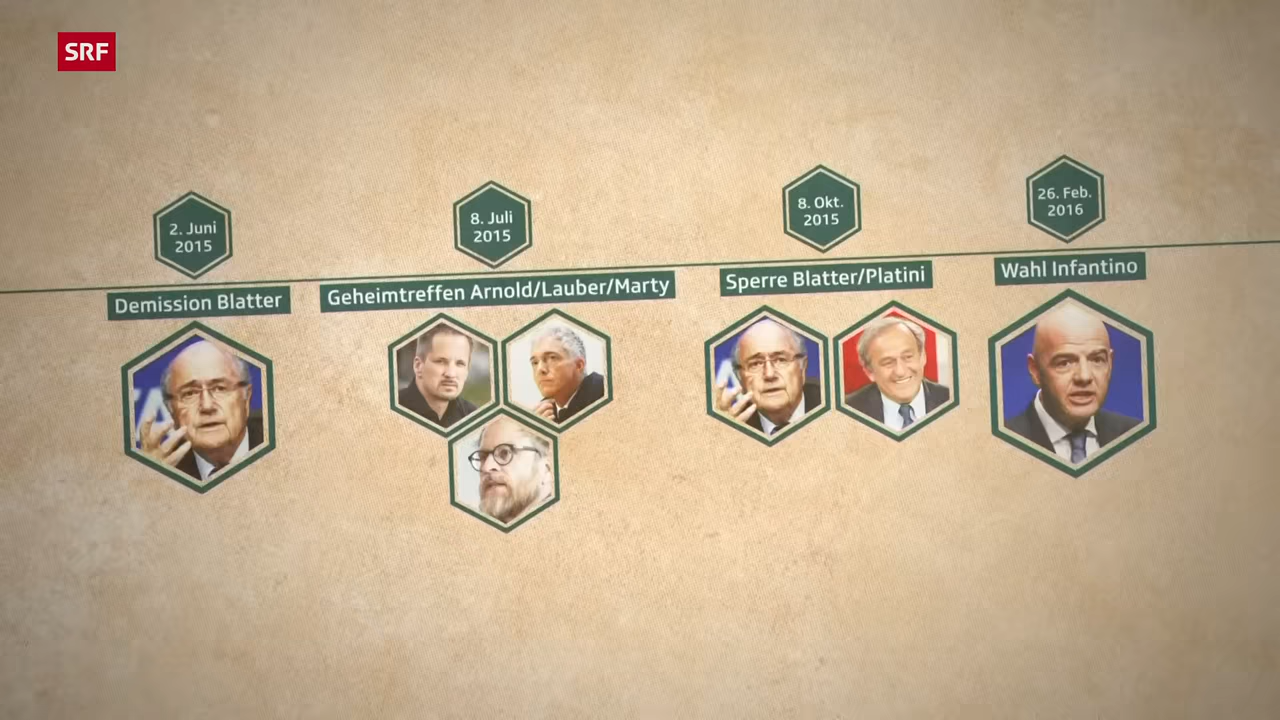 SRF
2. Juni
2015
Demission Blatter
8. Juli
2015
Geheimtreffen Arnold/Lauber/Marty
8. Okt.
2015
Sperre Blatter/Platini
26. Feb.
2016
Wahl Infantino